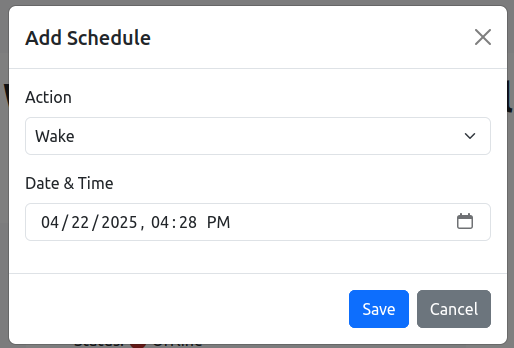 Add Schedule
Action
Wake
Date & Time
04/22/2025, 04:28 PM
Save Cancel